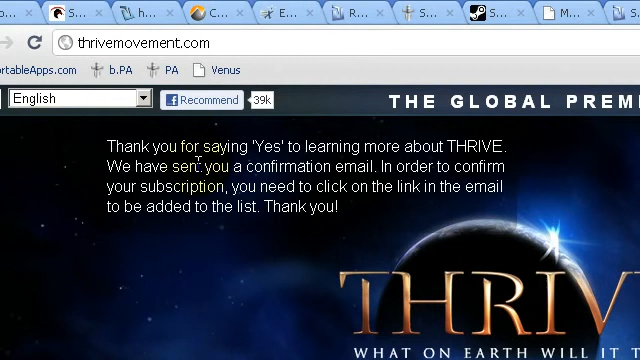 thrivemovement.com
ortableApps.com b.PA PA Venus
English Recommend 39k THE GLOBAL PREM
Thank you for saying 'Yes' to learning more about THRIVE.
We have sent you a confirmation email. In order to confirm
your subscription, you need to click on the link in the email
to be added to the list. Thank you!
THRIV
WHAT ON EARTH WILL IT T